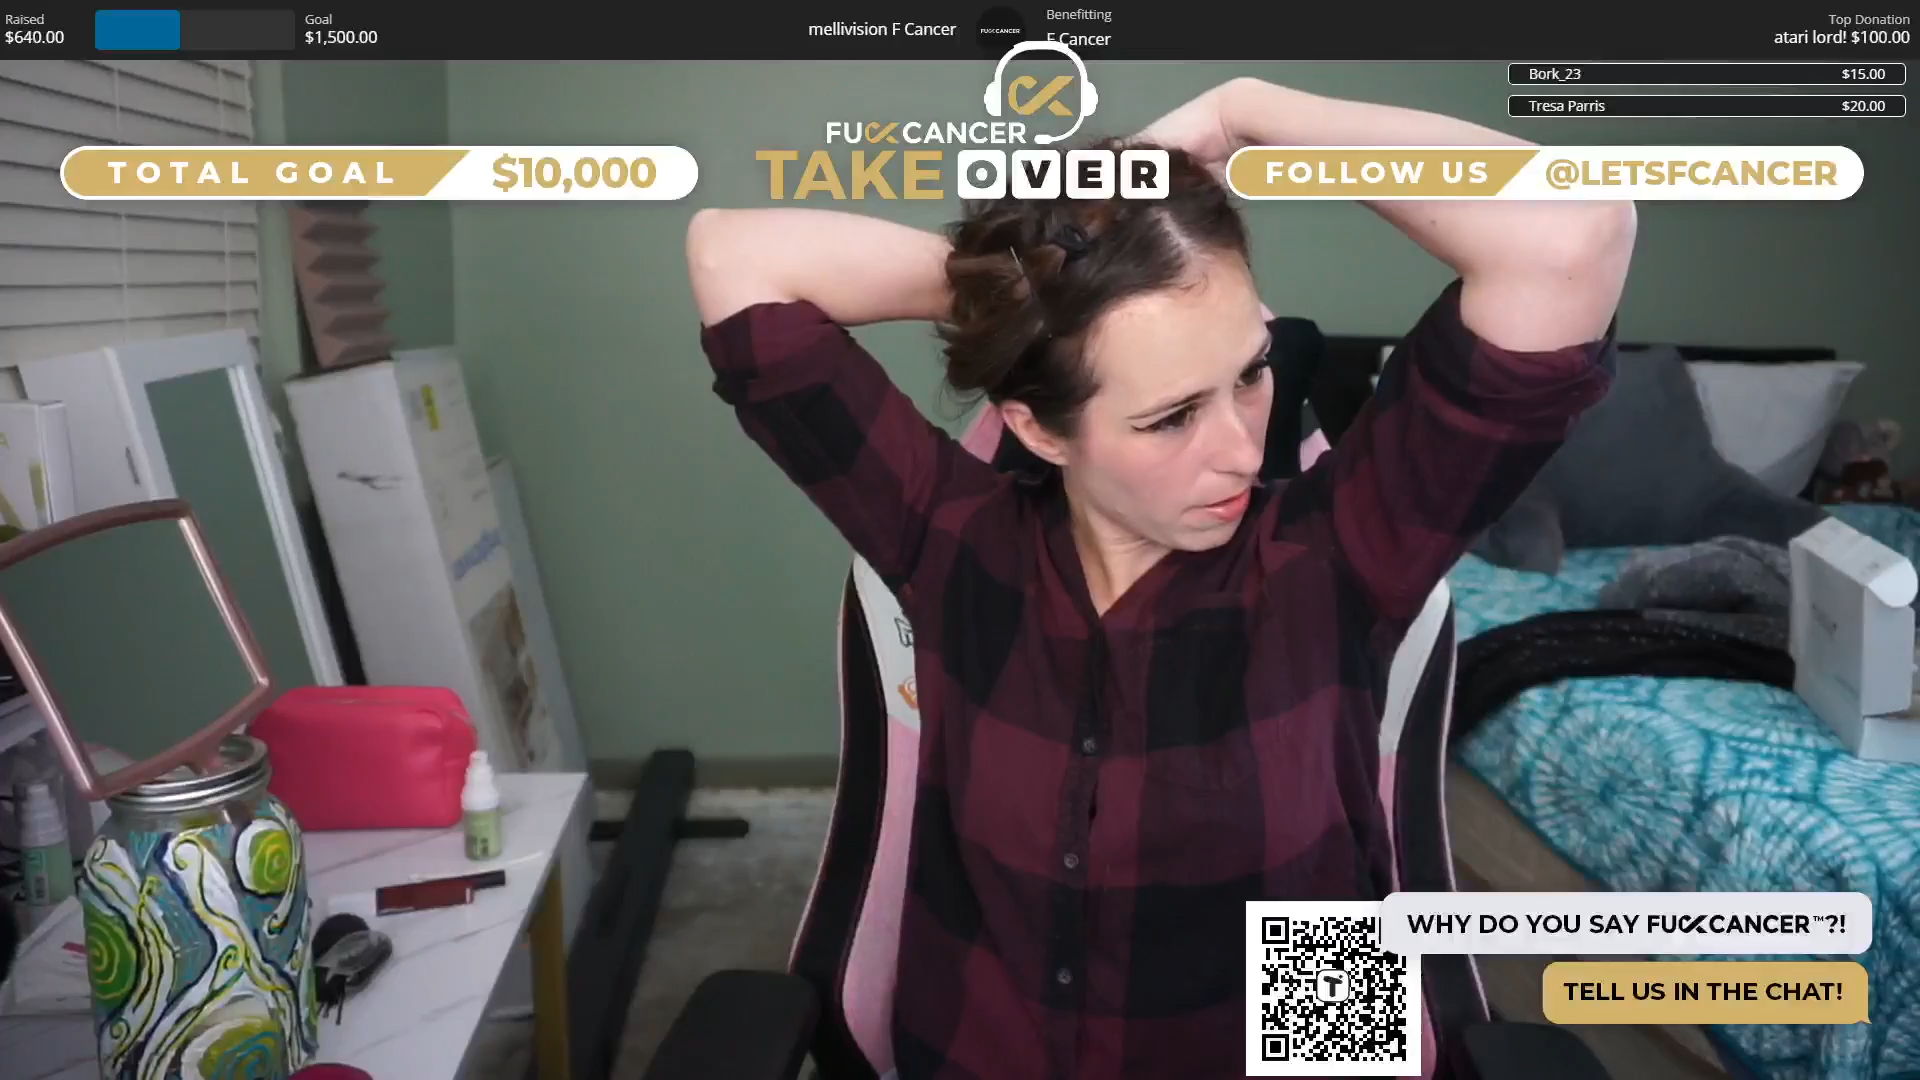 Raised
$640.00
Goal
$1,500.00
mellivision F Cancer
FUCKCANCER
Benefitting
F Cancer
Top Donation
atari lord! $100.00
Bork_23
$15.00
Tresa Parris
$20.00
FUCKCANCER
TAKEOVER
TOTAL GOAL
$10,000
FOLLOW US
@LETSFCANCER
WHY DO YOU SAY FUCKCANCER™?!
TELL US IN THE CHAT!